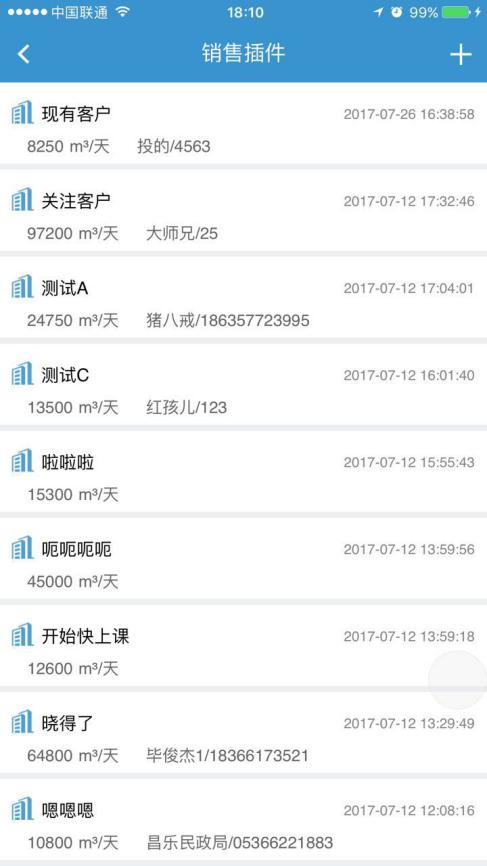 中国联通 18:10 99%
销售插件
现有客户 2017-07-26 16:38:58
8250 m³/天 投的/4563
关注客户 2017-07-12 17:32:46
97200 m³/天 大师兄/25
测试A 2017-07-12 17:04:01
24750 m³/天 猪八戒/186357723995
测试C 2017-07-12 16:01:40
13500 m³/天 红孩儿/123
啦啦啦 2017-07-12 15:55:43
15300 m³/天
呃呃呃呃 2017-07-12 13:59:56
45000 m³/天
开始快上课 2017-07-12 13:59:18
12600 m³/天
晓得了 2017-07-12 13:29:49
64800 m³/天 毕俊杰1/18366173521
嗯嗯嗯 2017-07-12 12:08:16
10800 m³/天 昌乐民政局/05366221883